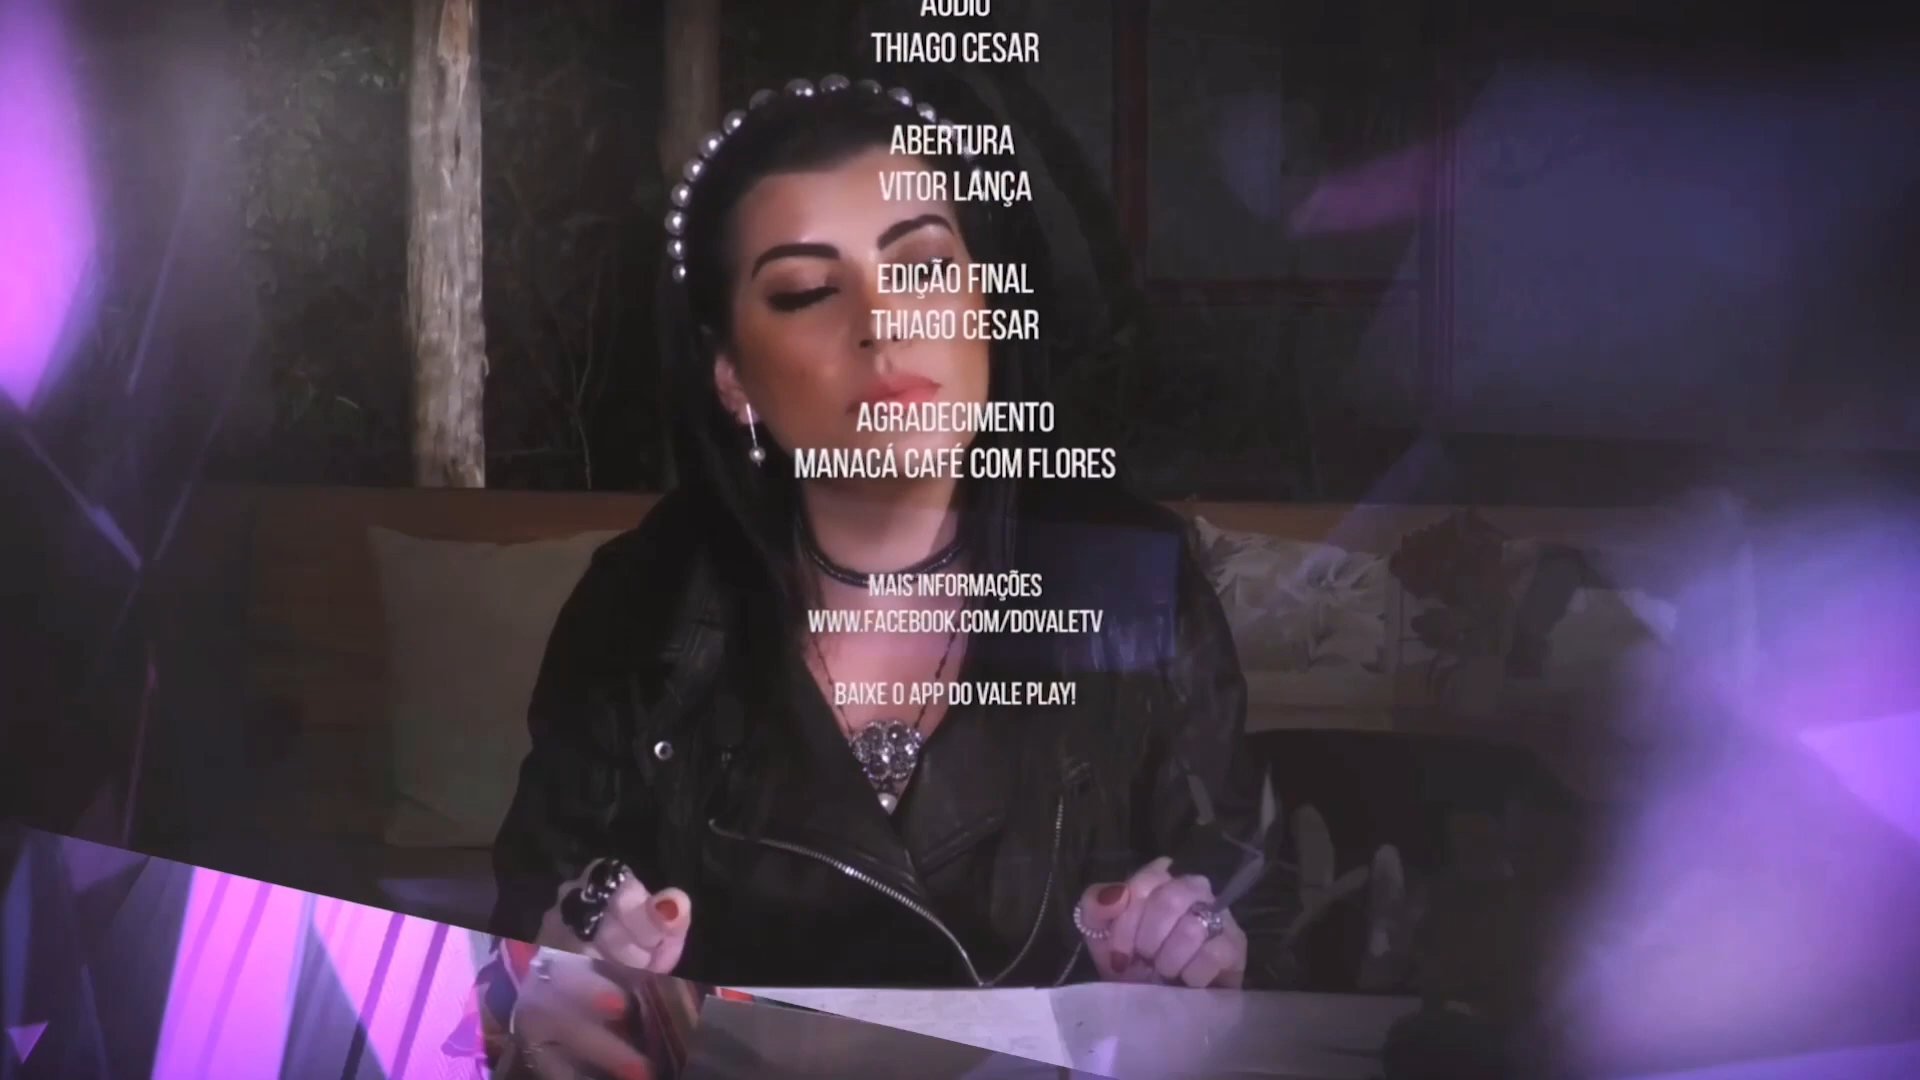 ÁUDIO
THIAGO CESAR
ABERTURA
VITOR LANÇA
EDIÇÃO FINAL
THIAGO CESAR
AGRADECIMENTO
MANACÁ CAFÉ COM FLORES
MAIS INFORMAÇÕES
WWW.FACEBOOK.COM/DOVALETV
BAIXE O APP DO VALE PLAY!